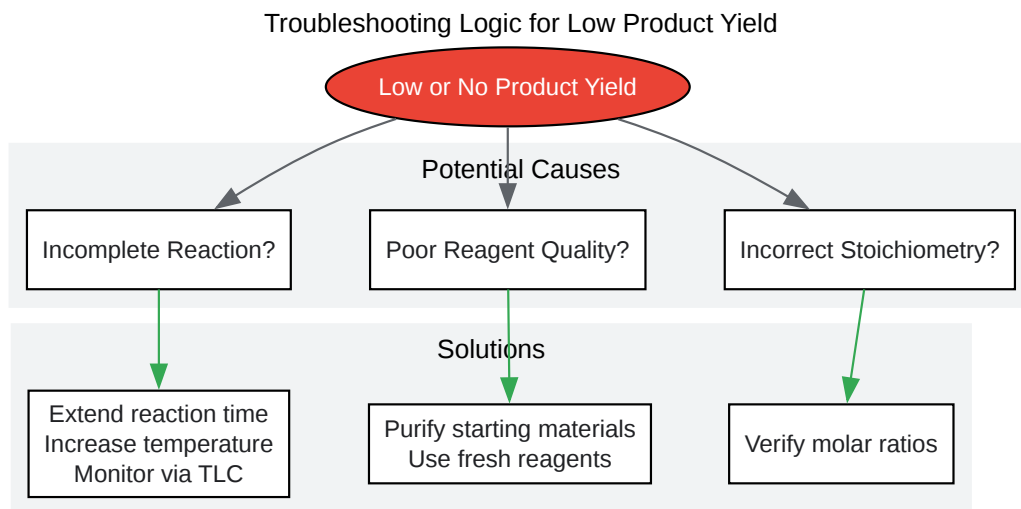 Troubleshooting Logic for Low Product Yield
Low or No Product Yield
Potential Causes
Incomplete Reaction?
Poor Reagent Quality?
Incorrect Stoichiometry?
Solutions
Extend reaction time
Increase temperature
Monitor via TLC
Purify starting materials
Use fresh reagents
Verify molar ratios